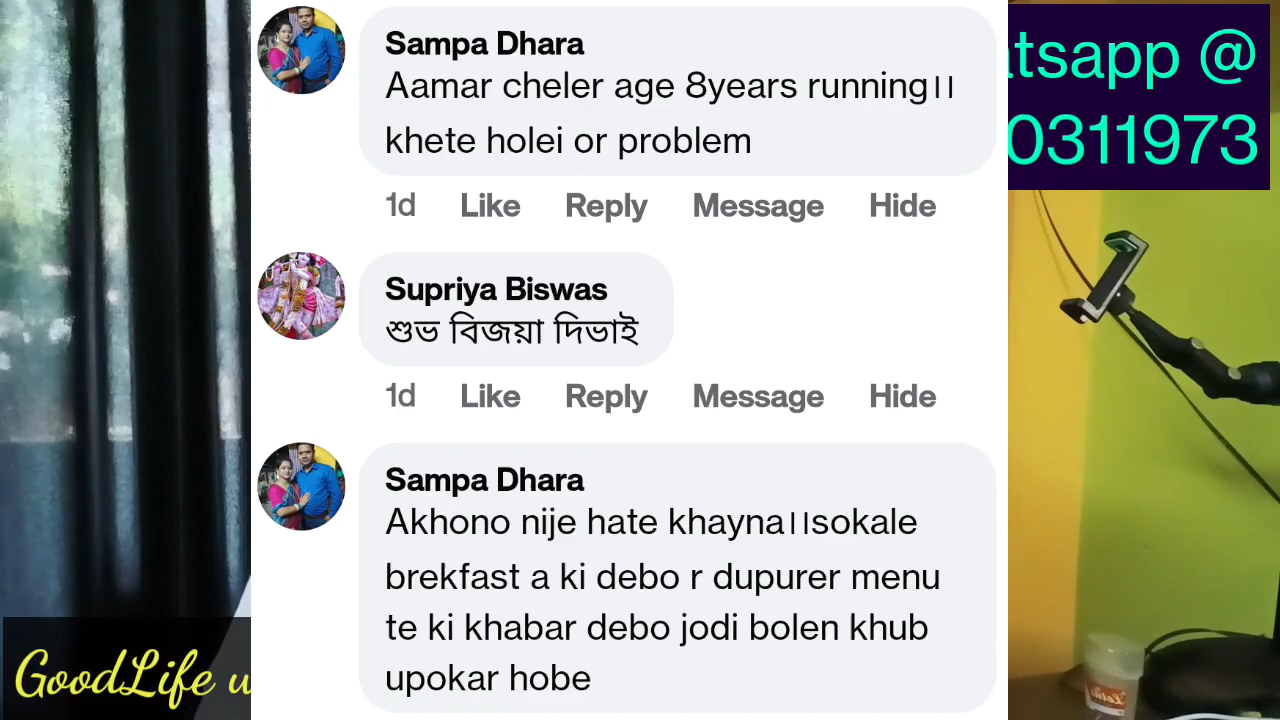 Sampa Dhara
Aamar cheler age 8years running।।
khete holei or problem
1d Like Reply Message Hide
Supriya Biswas
শুভ বিজয়া দিভাই
1d Like Reply Message Hide
Sampa Dhara
Akhono nije hate khayna।।sokale
brekfast a ki debo r dupurer menu
te ki khabar debo jodi bolen khub
upokar hobe
atsapp @
0311973
GoodLife w